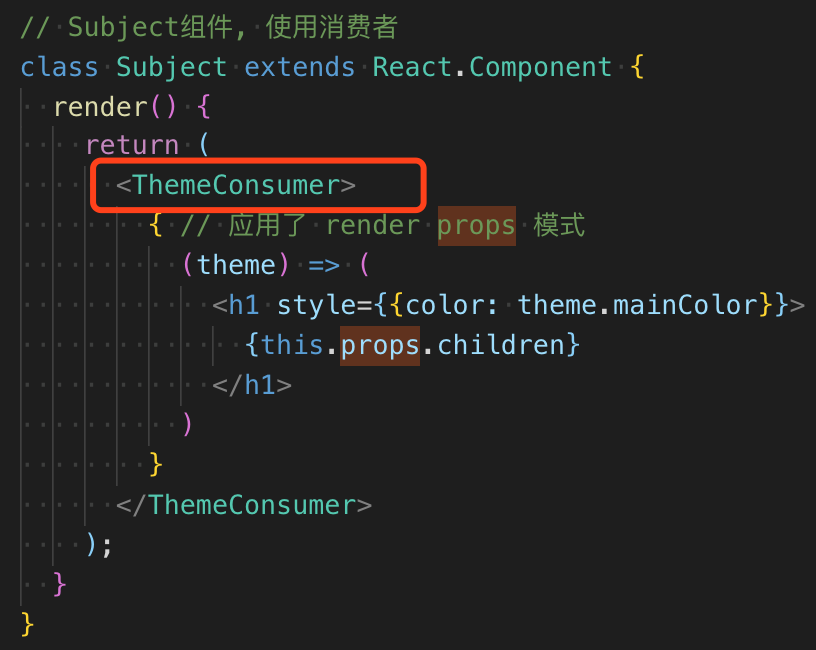 // Subject组件, 使用消费者
class Subject extends React.Component {
  render() {
    return (
      <ThemeConsumer>
        { // 应用了 render props 模式
          (theme) => (
            <h1 style={{color: theme.mainColor}}>
              {this.props.children}
            </h1>
          )
        }
      </ThemeConsumer>
    );
  }
}